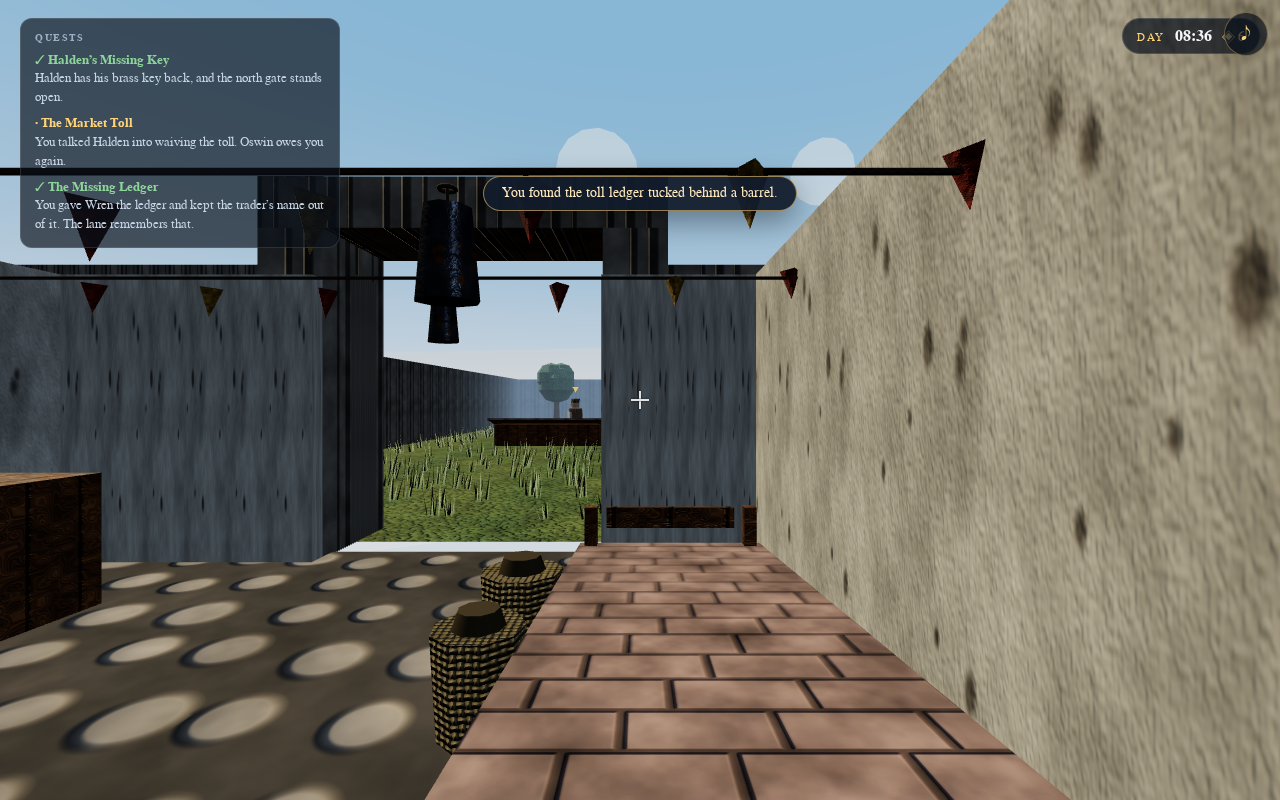 QUESTS
✓ Halden’s Missing Key
Halden has his brass key back, and the north gate stands
open.
· The Market Toll
You talked Halden into waiving the toll. Oswin owes you
again.
✓ The Missing Ledger
You gave Wren the ledger and kept the trader’s name out
of it. The lane remembers that.
DAY 08:36
You found the toll ledger tucked behind a barrel.